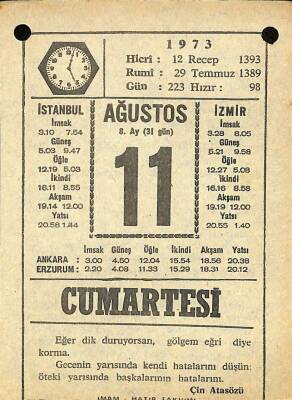 1973
Hicrî : 12 Recep 1393
Rumî : 29 Temmuz 1389
Gün : 223 Hızır : 98
İSTANBUL
İmsak
3.10 7.54
Güneş
5.03 9.47
Öğle
12.19 5.03
İkindi
16.11 8.55
Akşam
19.14 12.00
Yatsı
20.58 1.44
AĞUSTOS
8. Ay (31 gün)
11
İZMİR
İmsak
3.28 8.05
Güneş
5.21 9.58
Öğle
12.27 5.08
İkindi
16.16 8.58
Akşam
19.19 12.00
Yatsı
20.55 1.40
İmsak Güneş Öğle İkindi Akşam Yatsı
ANKARA : 3.00 4.50 12.04 15.54 18.56 20.38
ERZURUM : 2.20 4.08 11.33 15.29 18.31 20.12
CUMARTESİ
Eğer dik duruyorsan, gölgem eğri diye
korma.
Gecenin yarısında kendi hatalarını düşün
öteki yarısında başkalarının hatalarını.
Çin Atasözü